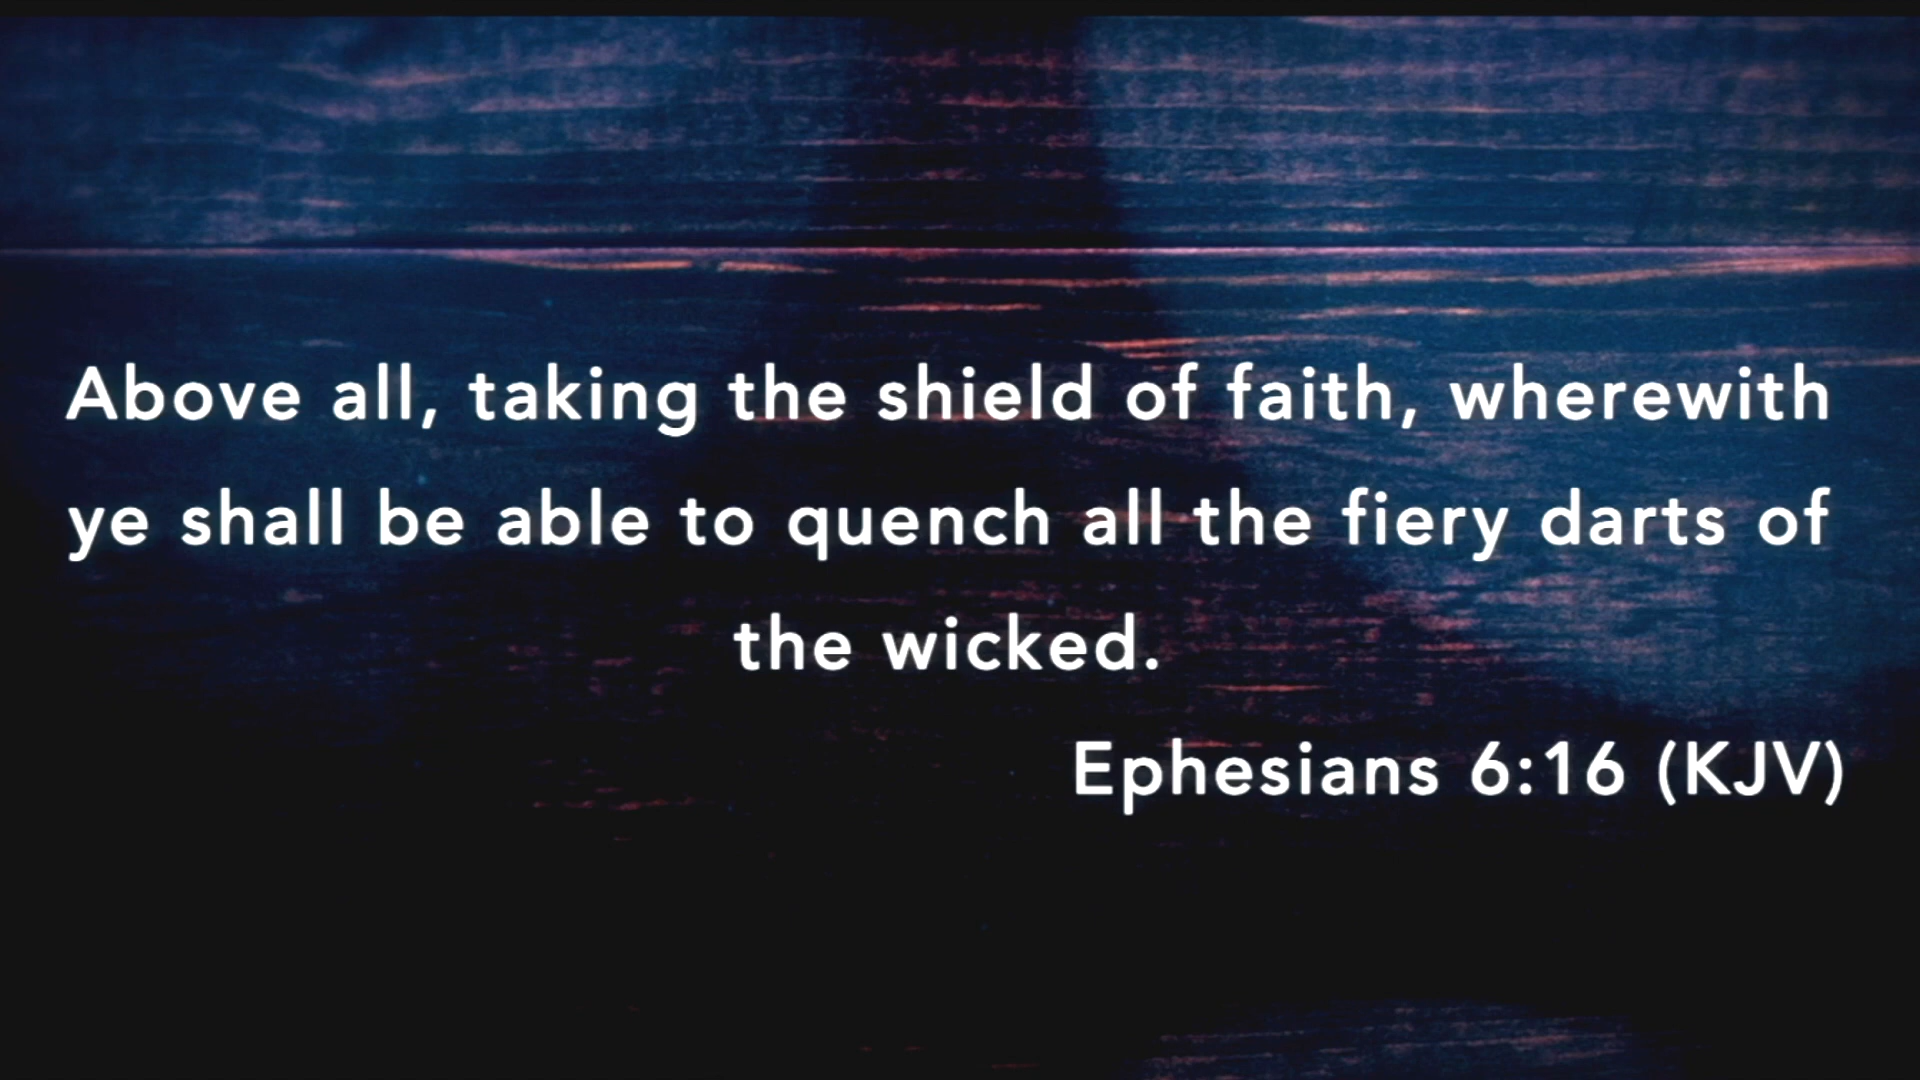 Above all, taking the shield of faith, wherewith
ye shall be able to quench all the fiery darts of
the wicked.
Ephesians 6:16 (KJV)